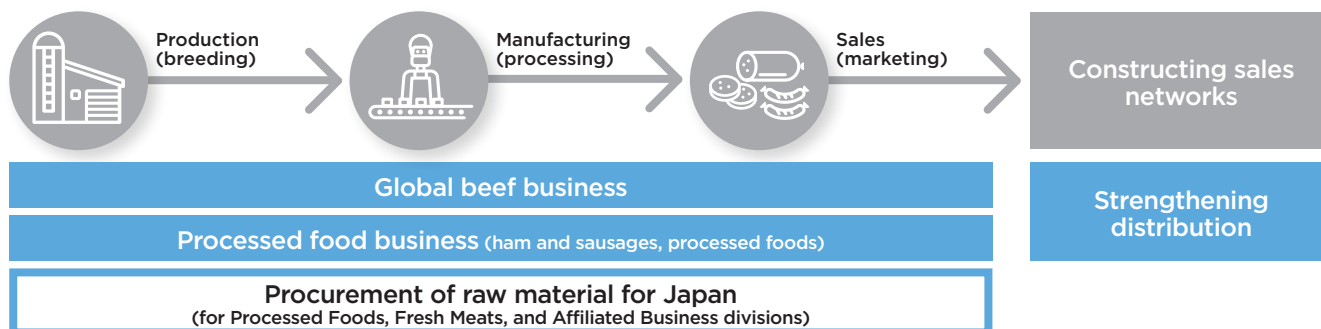 Production
(breeding)
Manufacturing
(processing)
Sales
(marketing)
Constructing sales
networks
Global beef business
Processed food business (ham and sausages, processed foods)
Strengthening
distribution
Procurement of raw material for Japan
(for Processed Foods, Fresh Meats, and Affiliated Business divisions)